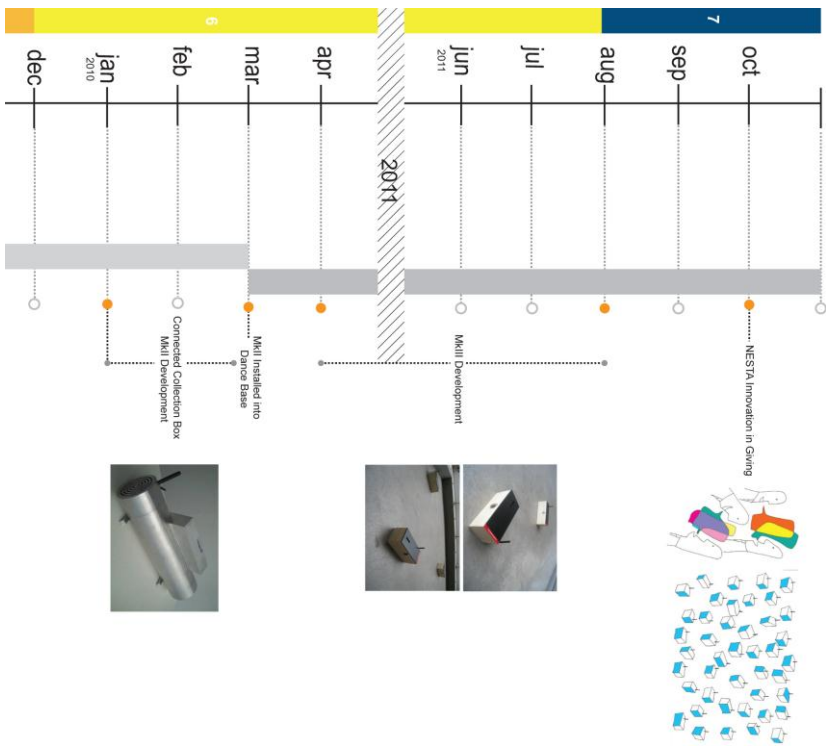 6
7
dec
jan
2010
feb
mar
apr
2011
jun
2011
jul
aug
sep
oct
Connected Collection Box
MkII Development
MkII Installed into
Dance Base
MkIII Development
NESTA Innovation in Giving